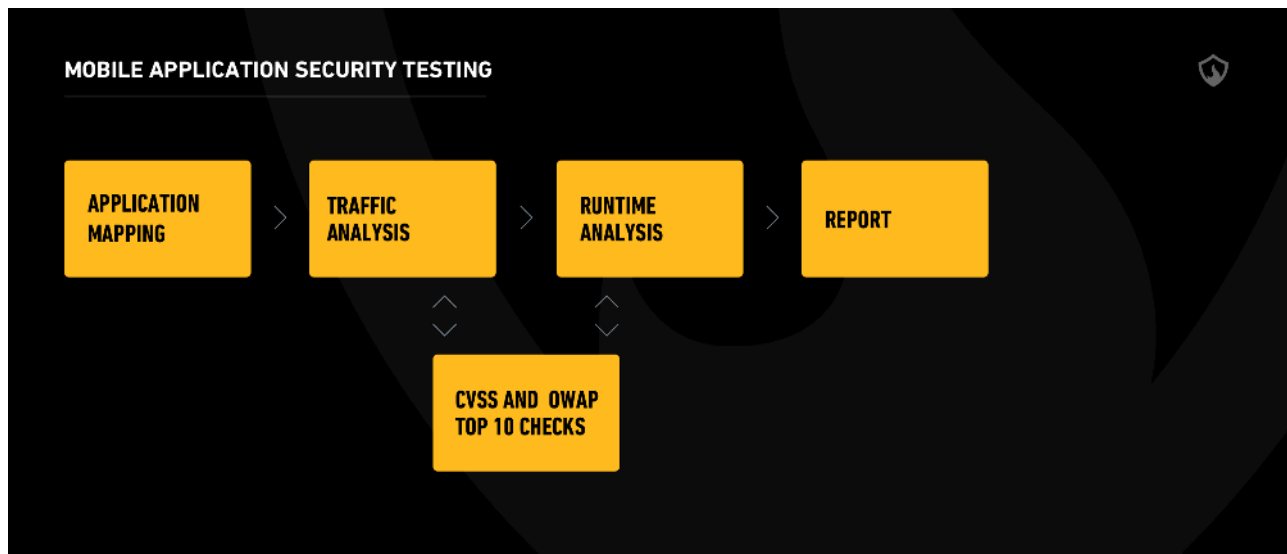 MOBILE APPLICATION SECURITY TESTING
APPLICATION
MAPPING
TRAFFIC
ANALYSIS
RUNTIME
ANALYSIS
REPORT
CVSS AND OWAP
TOP 10 CHECKS